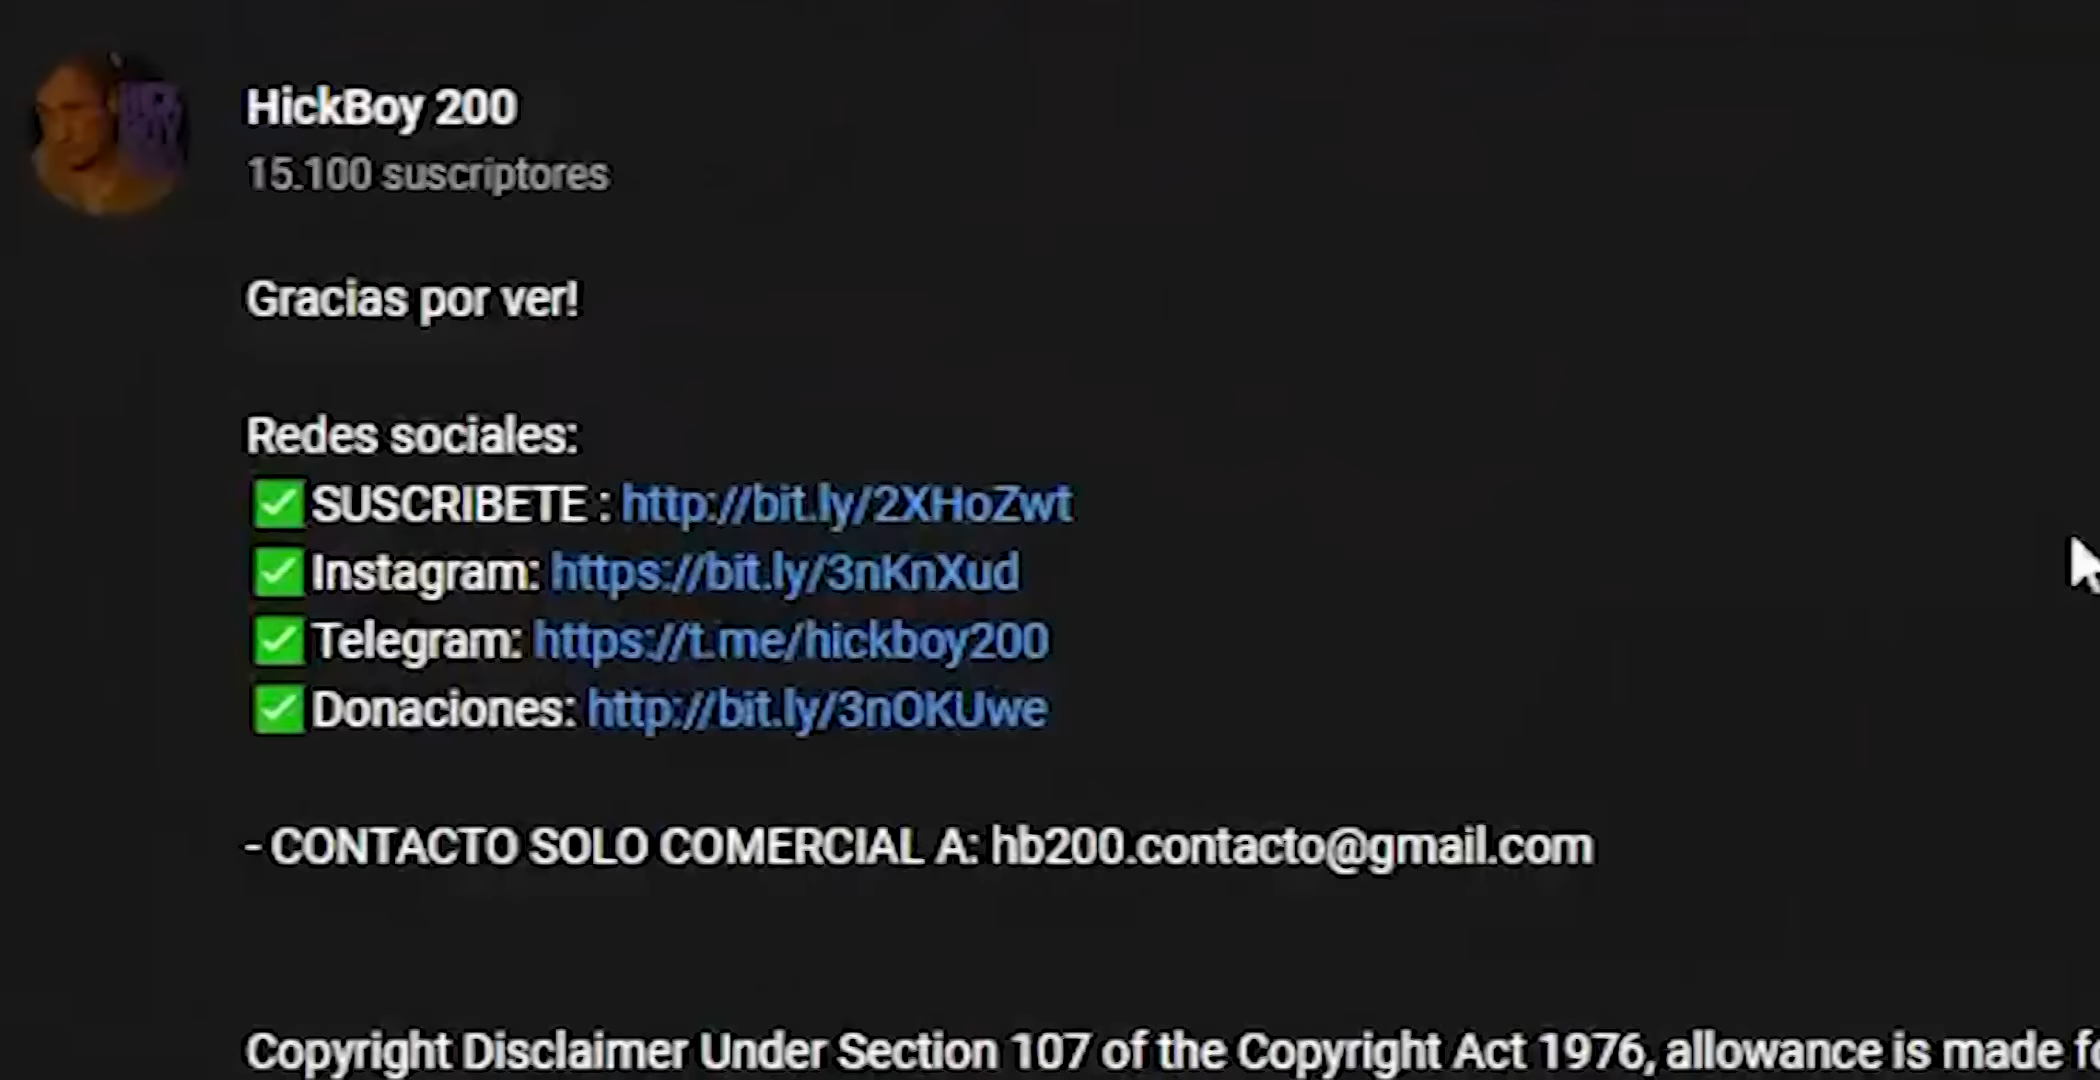 HickBoy 200
15.100 suscriptores
Gracias por ver!
Redes sociales:
✅SUSCRIBETE : http://bit.ly/2XHoZwt
✅Instagram: https://bit.ly/3nKnXud
✅Telegram: https://t.me/hickboy200
✅Donaciones: http://bit.ly/3nOKUwe
- CONTACTO SOLO COMERCIAL A: hb200.contacto@gmail.com
Copyright Disclaimer Under Section 107 of the Copyright Act 1976, allowance is made